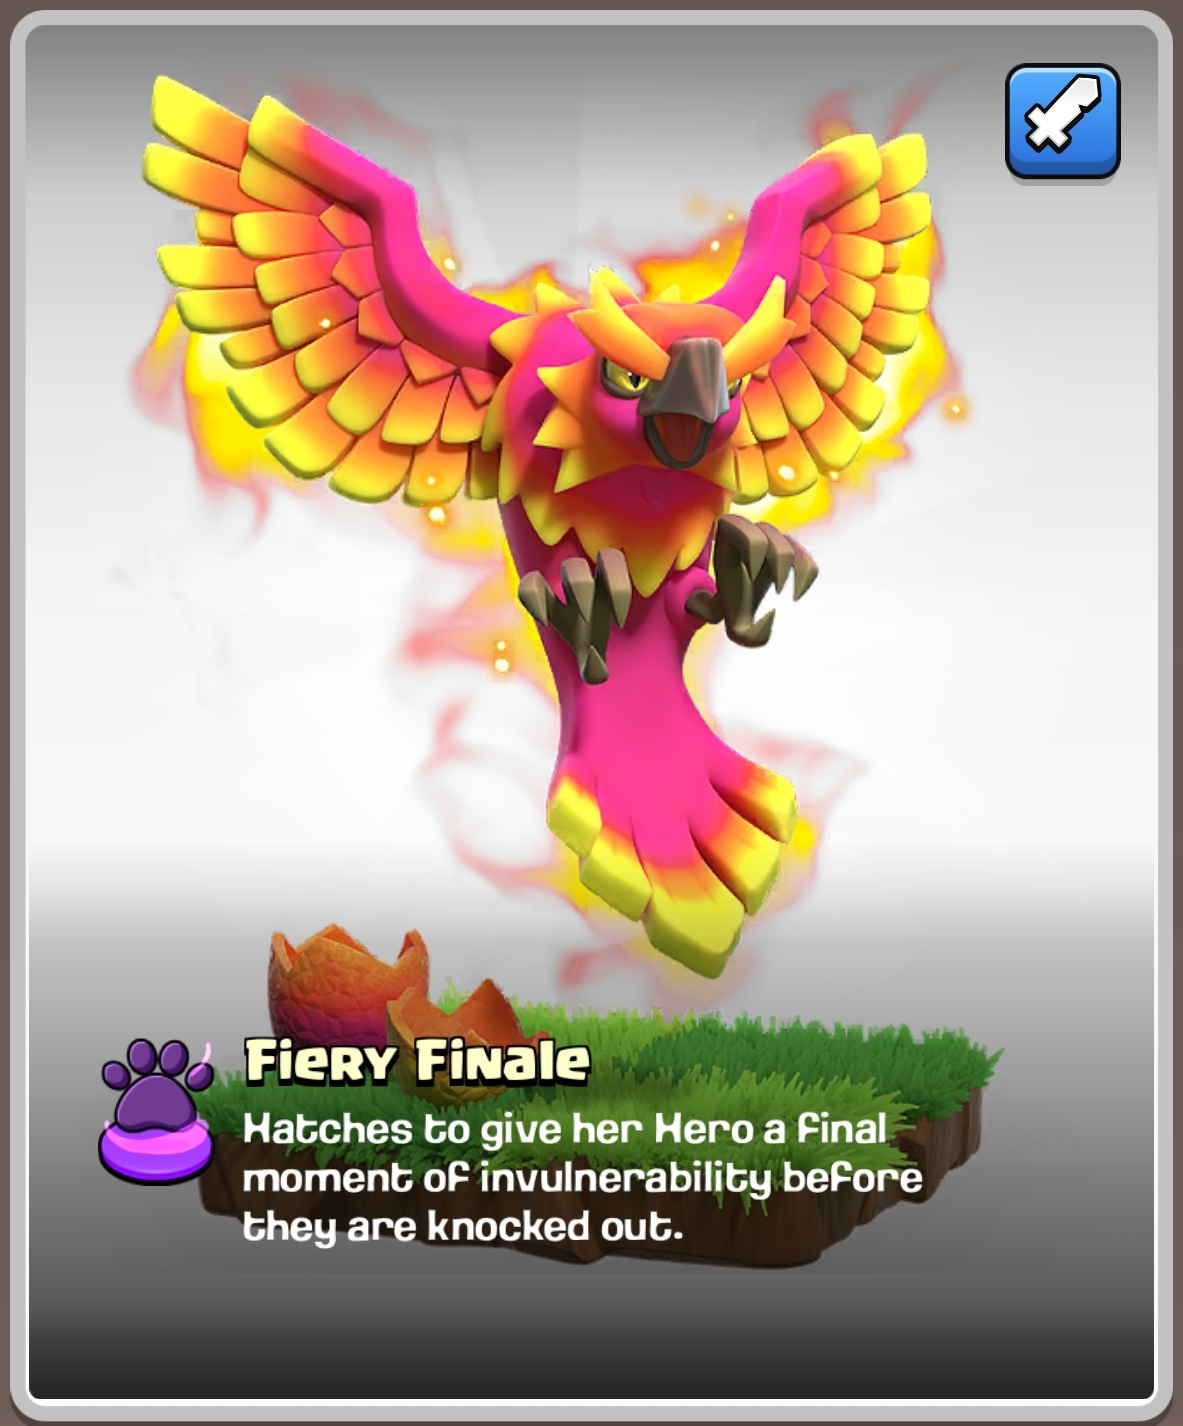 Fiery Finale
Hatches to give her Hero a final
moment of invulnerability before
they are knocked out.